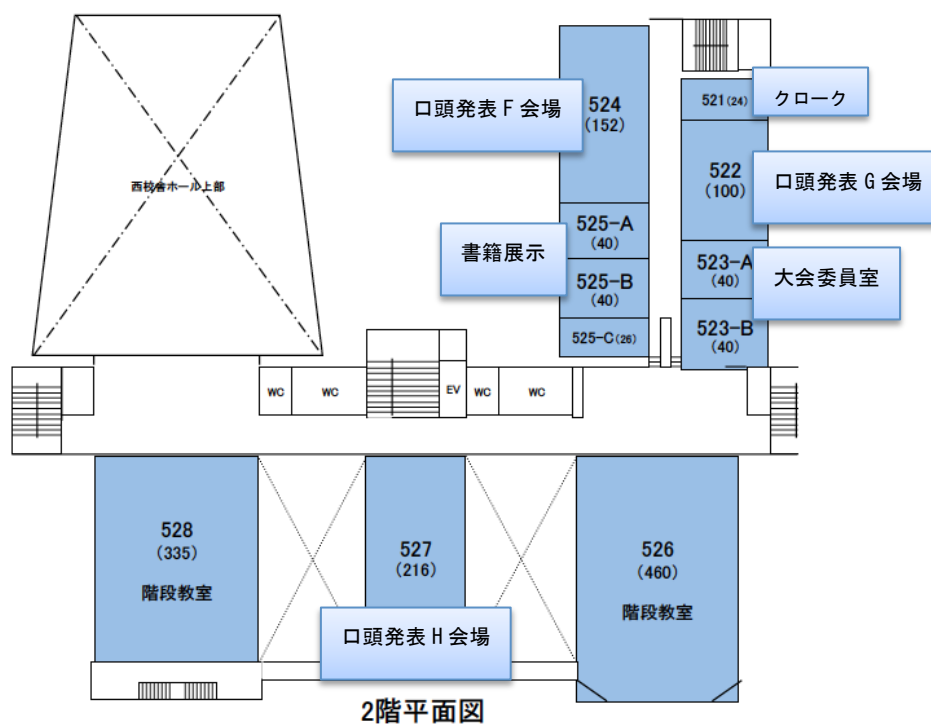 口頭発表F会場
524
(152)
521(24)
クローク
西校舎ホール上部
522
(100)
口頭発表G会場
書籍展示
525-A
(40)
523-A
(40)
大会委員室
525-B
(40)
523-B
(40)
525-C(26)
WC
WC
EV
WC
WC
528
(335)
階段教室
527
(216)
526
(460)
階段教室
口頭発表H会場
2階平面図